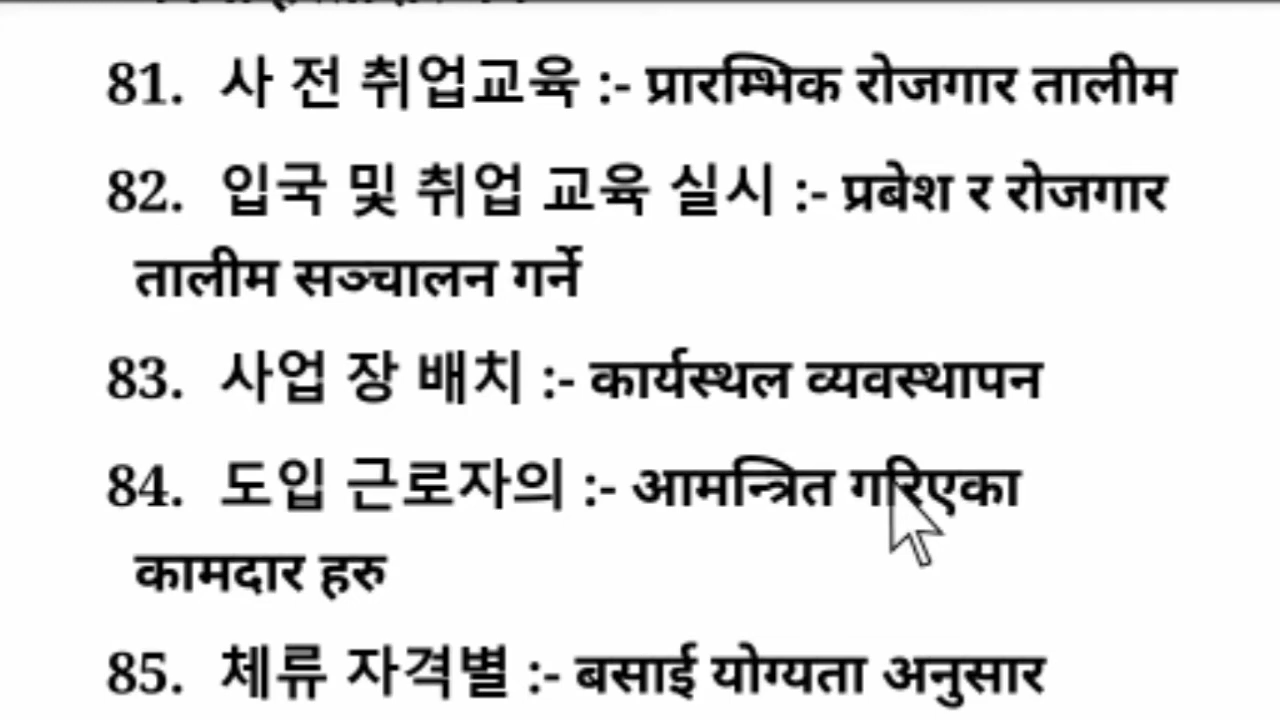 81. 사 전 취업교육 :- प्रारम्भिक रोजगार तालीम
82. 입국 및 취업 교육 실시 :- प्रबेश र रोजगार
तालीम सञ्चालन गर्ने
83. 사업 장 배치 :- कार्यस्थल व्यवस्थापन
84. 도입 근로자의 :- आमन्त्रित गरिएका
कामदार हरु
85. 체류 자격별 :- बसाई योग्यता अनुसार